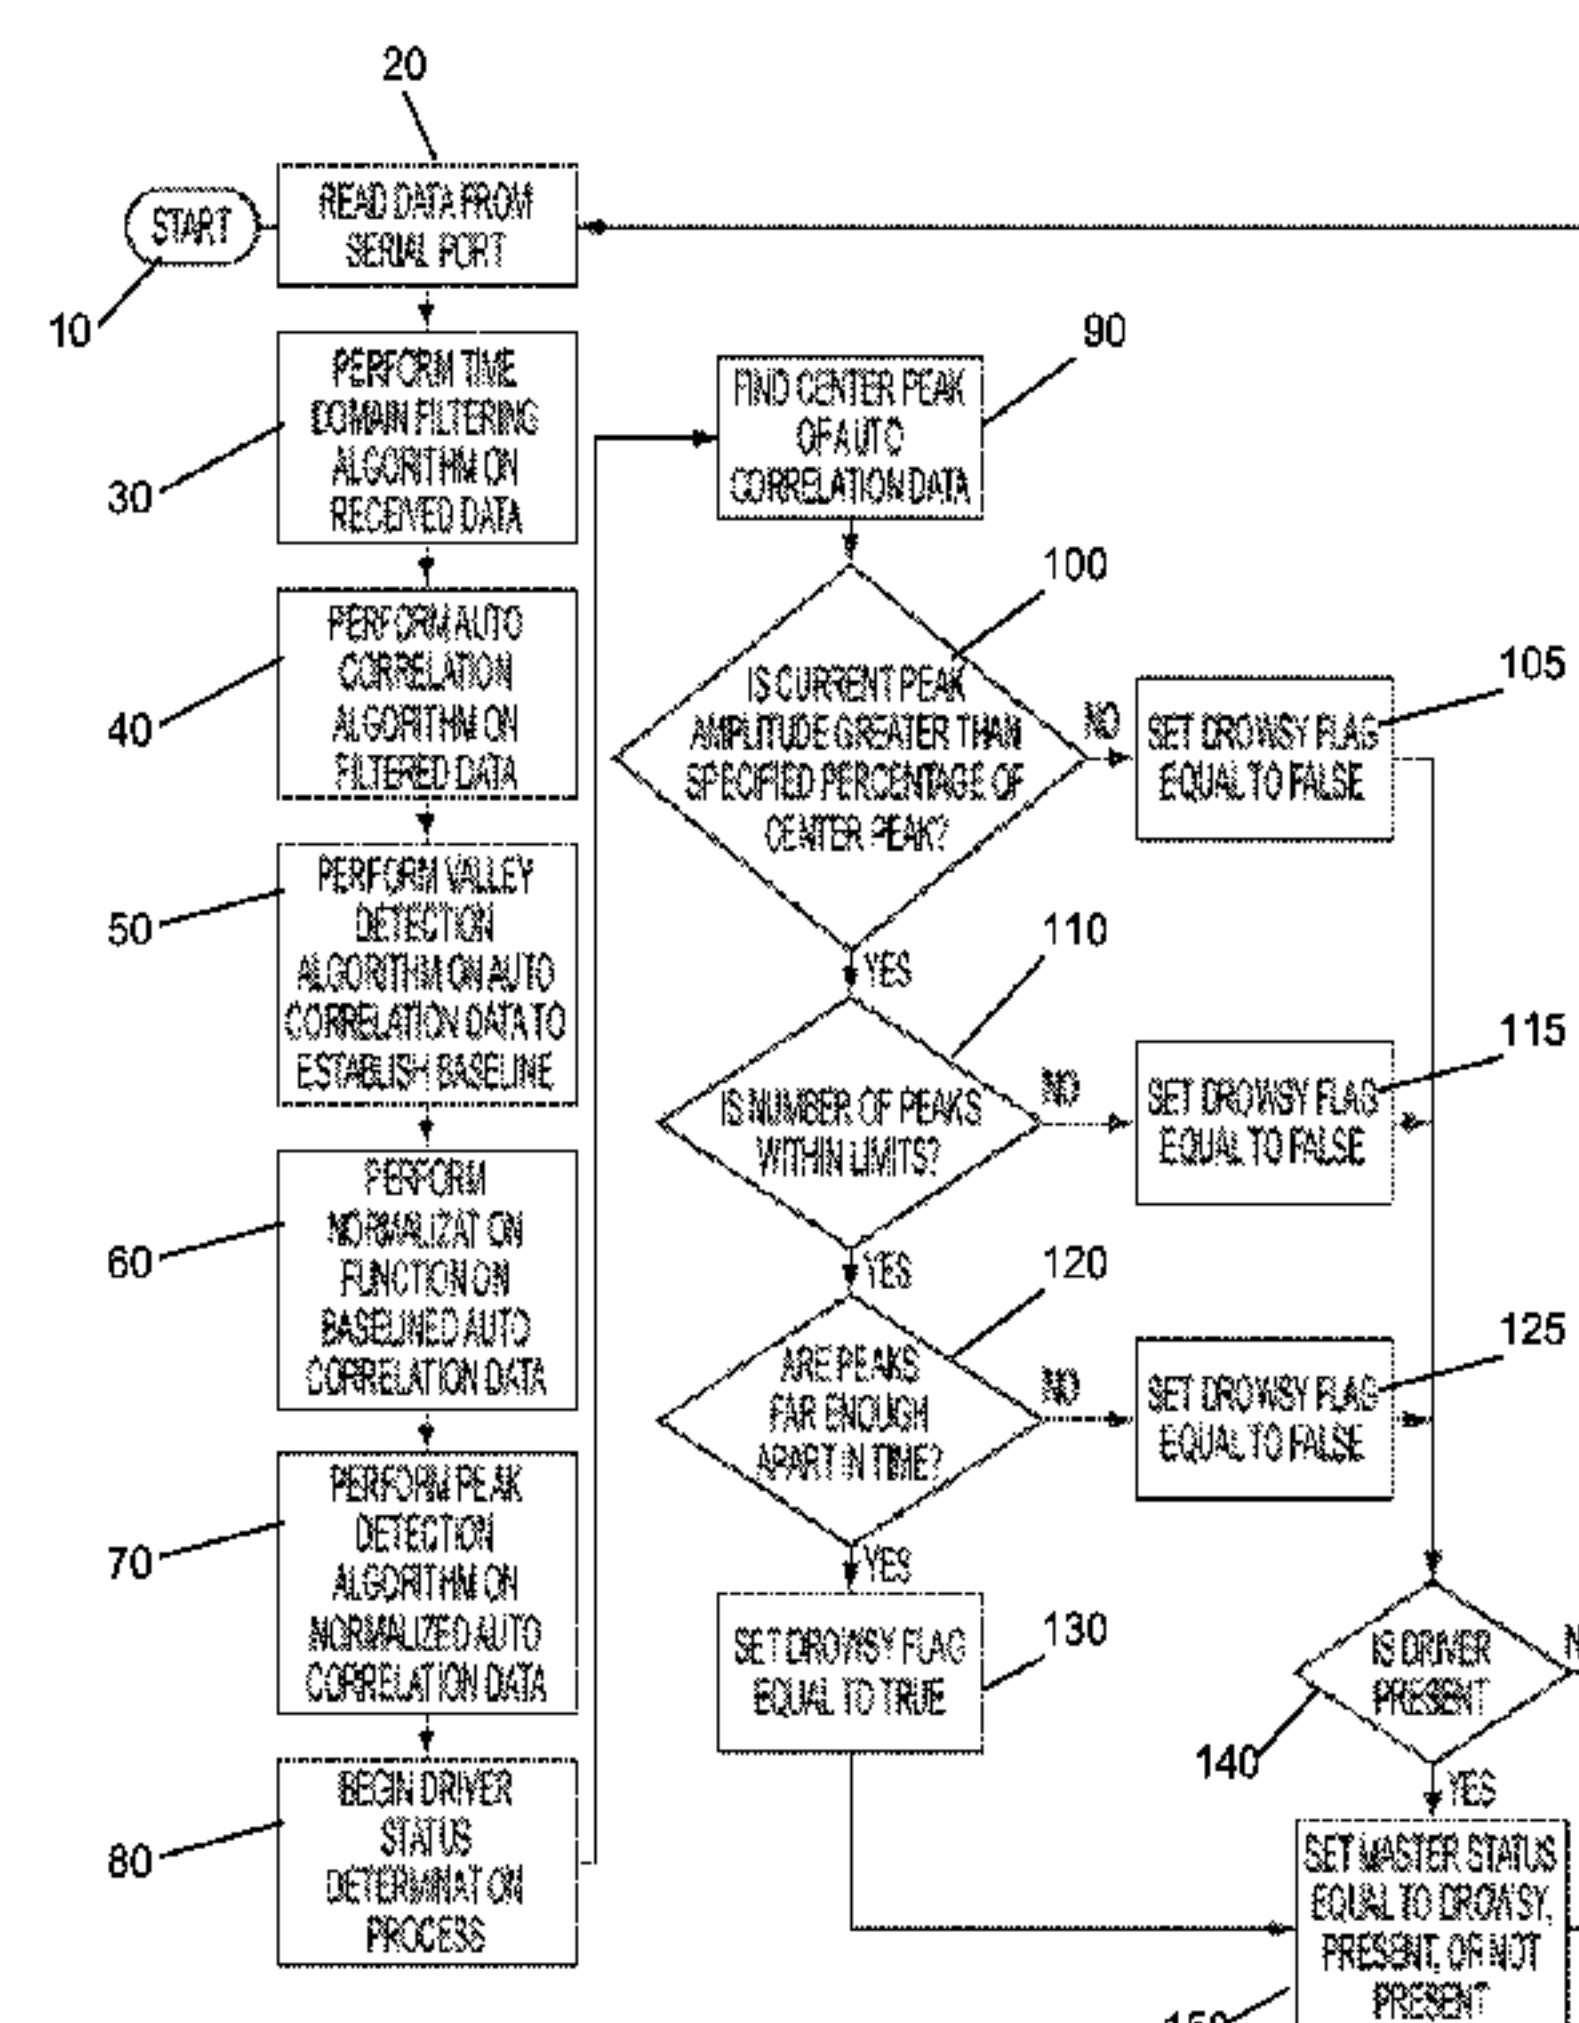 20
START
READ DATA FROM
SERIAL PORT
10
PERFORM TIME
DOMAIN FILTERING
ALGORITHM ON
RECEIVED DATA
30
PERFORM AUTO
CORRELATION
ALGORITHM ON
FILTERED DATA
40
PERFORM VALLEY
DETECTION
ALGORITHM ON AUTO
CORRELATION DATA TO
ESTABLISH BASELINE
50
PERFORM
NORMALIZATION
FUNCTION ON
BASELINED AUTO
CORRELATION DATA
60
PERFORM PEAK
DETECTION
ALGORITHM ON
NORMALIZED AUTO
CORRELATION DATA
70
BEGIN DRIVER
STATUS
DETERMINATION
PROCESS
80
90
FIND CENTER PEAK
OF AUTO
CORRELATION DATA
100
IS CURRENT PEAK
AMPLITUDE GREATER THAN
SPECIFIED PERCENTAGE OF
CENTER PEAK?
NO
105
SET DROWSY FLAG
EQUAL TO FALSE
YES
110
IS NUMBER OF PEAKS
WITHIN LIMITS?
NO
115
SET DROWSY FLAG
EQUAL TO FALSE
YES
120
ARE PEAKS
FAR ENOUGH
APART IN TIME?
NO
125
SET DROWSY FLAG
EQUAL TO FALSE
YES
130
SET DROWSY FLAG
EQUAL TO TRUE
IS DRIVER
PRESENT
140
YES
SET MASTER STATUS
EQUAL TO DROWSY,
PRESENT, OR NOT
PRESENT